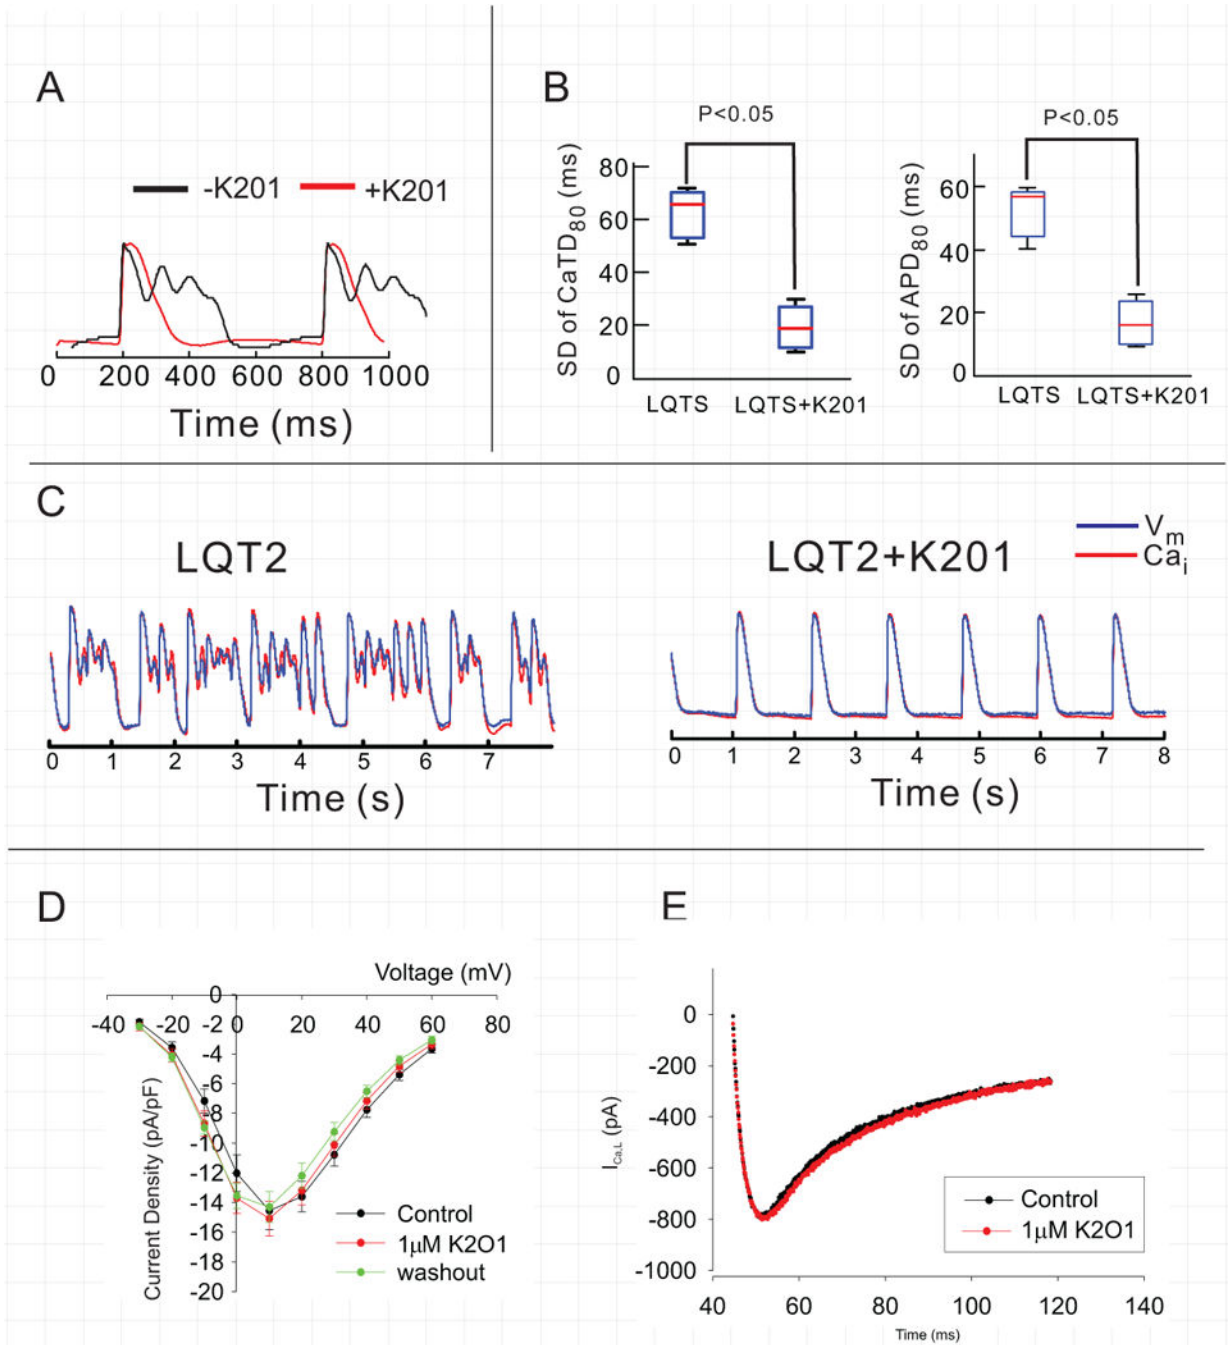 A
-K201 +K201
0 200 400 600 800 1000
Time (ms)
B
P<0.05
SD of CaTD80 (ms)
80
60
40
20
0
LQTS LQTS+K201
P<0.05
SD of APD80 (ms)
60
40
20
0
LQTS LQTS+K201
C
LQT2
0 1 2 3 4 5 6 7
Time (s)
LQT2+K201
Vm
Cai
0 1 2 3 4 5 6 7 8
Time (s)
D
Voltage (mV)
-40 -20 0 20 40 60 80
Current Density (pA/pF)
0
-2
-4
-6
-8
-10
-12
-14
-16
-18
-20
Control
1μM K2O1
washout
E
ICa,L (pA)
0
-200
-400
-600
-800
-1000
Control
1μM K2O1
40 60 80 100 120 140
Time (ms)